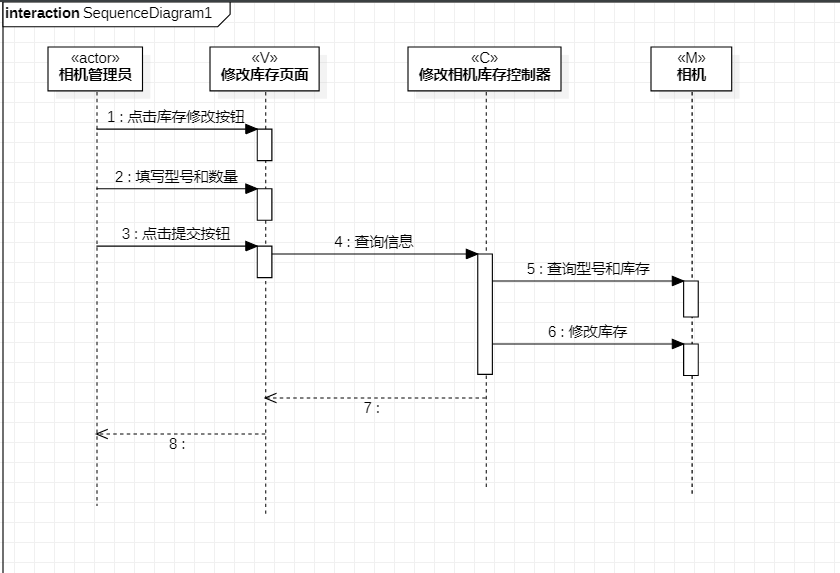 interaction SequenceDiagram1
«actor»
相机管理员
«V»
修改库存页面
«C»
修改相机库存控制器
«M»
相机
1 : 点击库存修改按钮
2 : 填写型号和数量
3 : 点击提交按钮
4 : 查询信息
5 : 查询型号和库存
6 : 修改库存
7 :
8 :